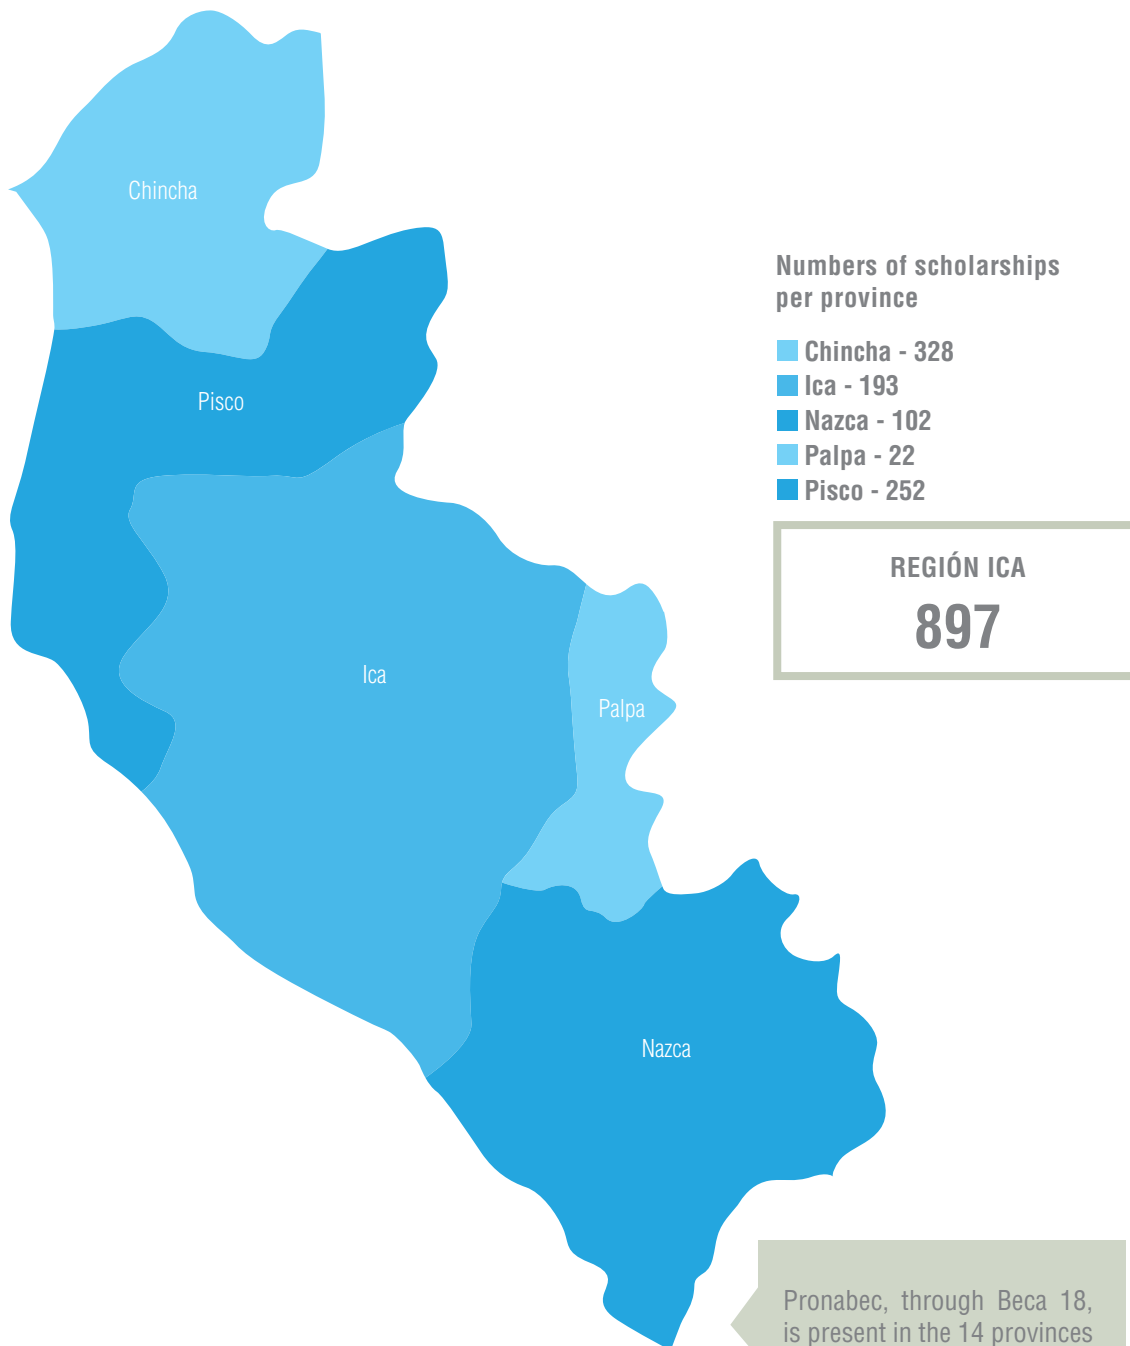 Chincha
Pisco
Ica
Palpa
Nazca
Numbers of scholarships
per province
Chincha - 328
Ica - 193
Nazca - 102
Palpa - 22
Pisco - 252
REGIÓN ICA
897
Pronabec, through Beca 18,
is present in the 14 provinces